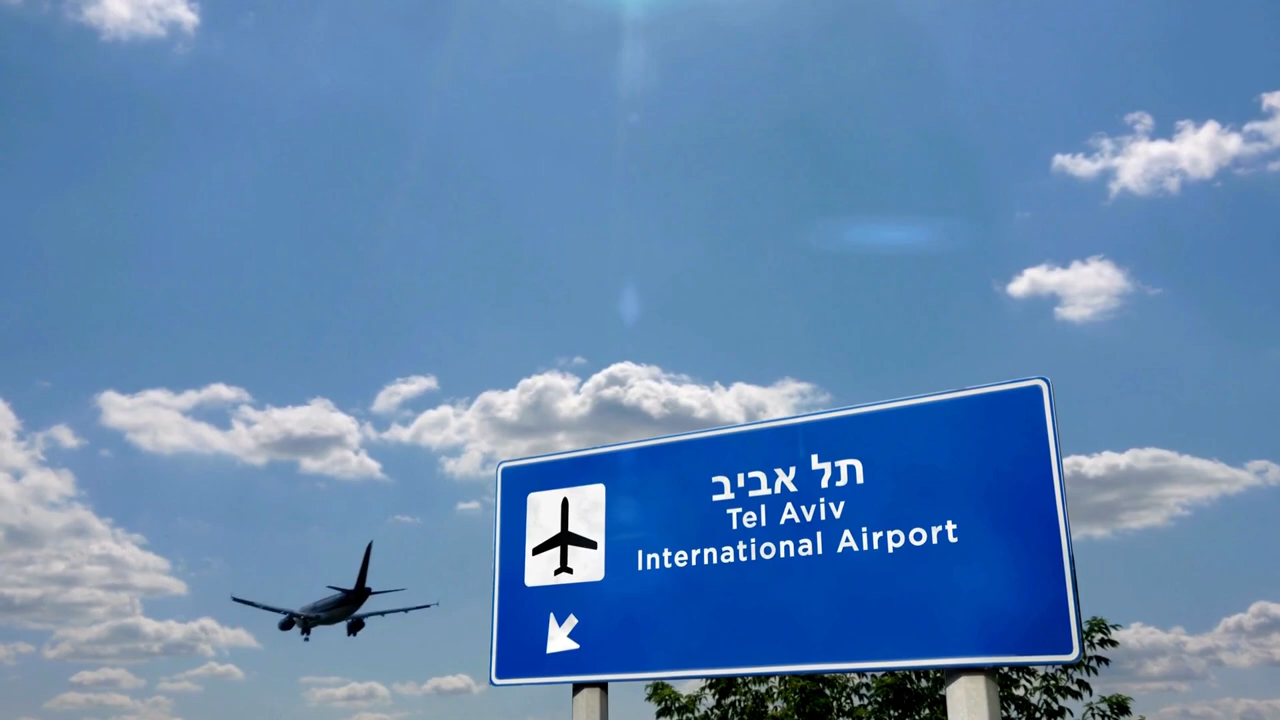 תל אביב
Tel Aviv
International Airport